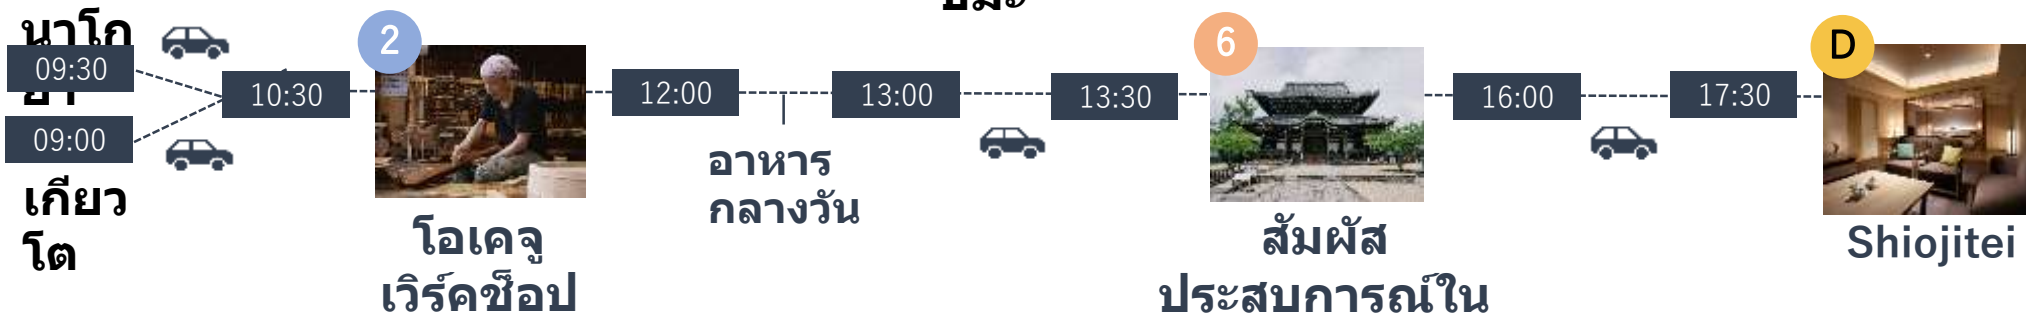 นาโก
09:30
ยา
09:00
เกียว
โต
10:30
2
โอเคจู
เวิร์คช็อป
12:00
อาหาร
กลางวัน
13:00
13:30
6
สัมผัส
ประสบการณ์ใน
16:00
17:30
D
Shiojitei